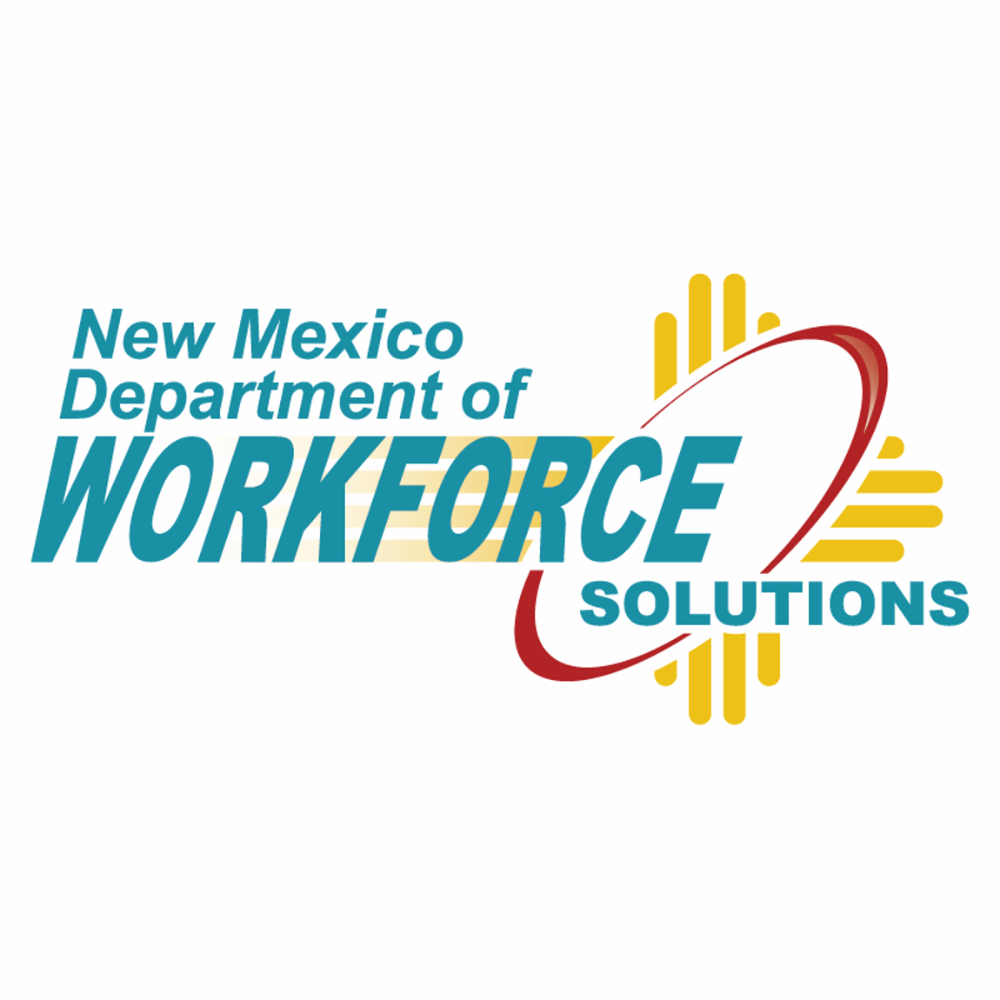 New Mexico
Department of
WORKFORCE
SOLUTIONS